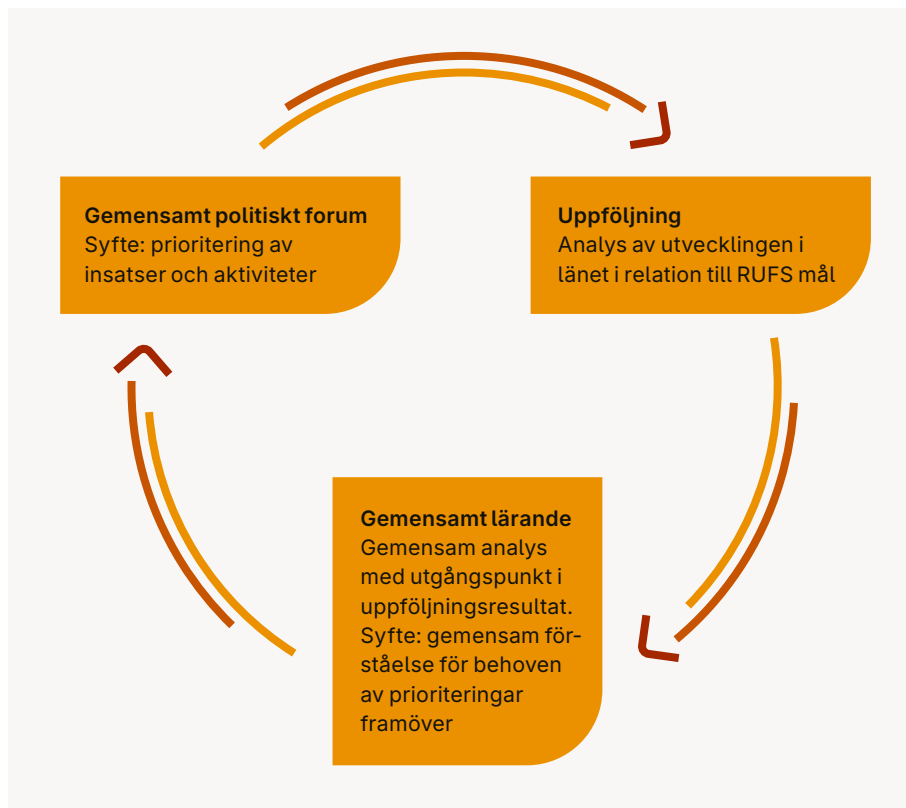 Gemensamt politiskt forum
Syfte: prioritering av
insatser och aktiviteter
Uppföljning
Analys av utvecklingen i
länet i relation till RUFS mål
Gemensamt lärande
Gemensam analys
med utgångspunkt i
uppföljningsresultat.
Syfte: gemensam för-
ståelse för behoven
av prioriteringar
framöver